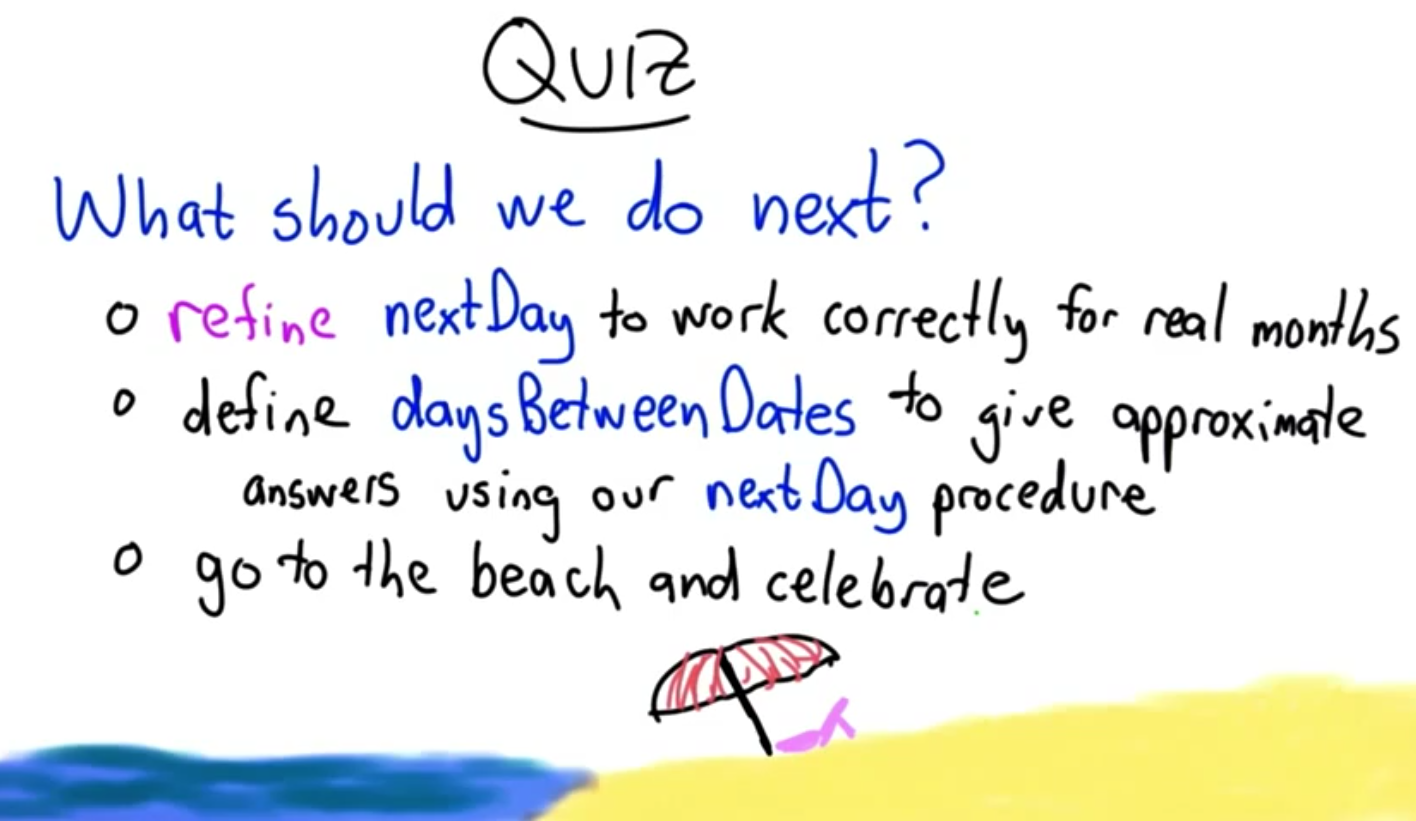 QUIZ
What should we do next?
o refine nextDay to work correctly for real months
o define daysBetweenDates to give approximate
answers using our nextDay procedure
o go to the beach and celebrate